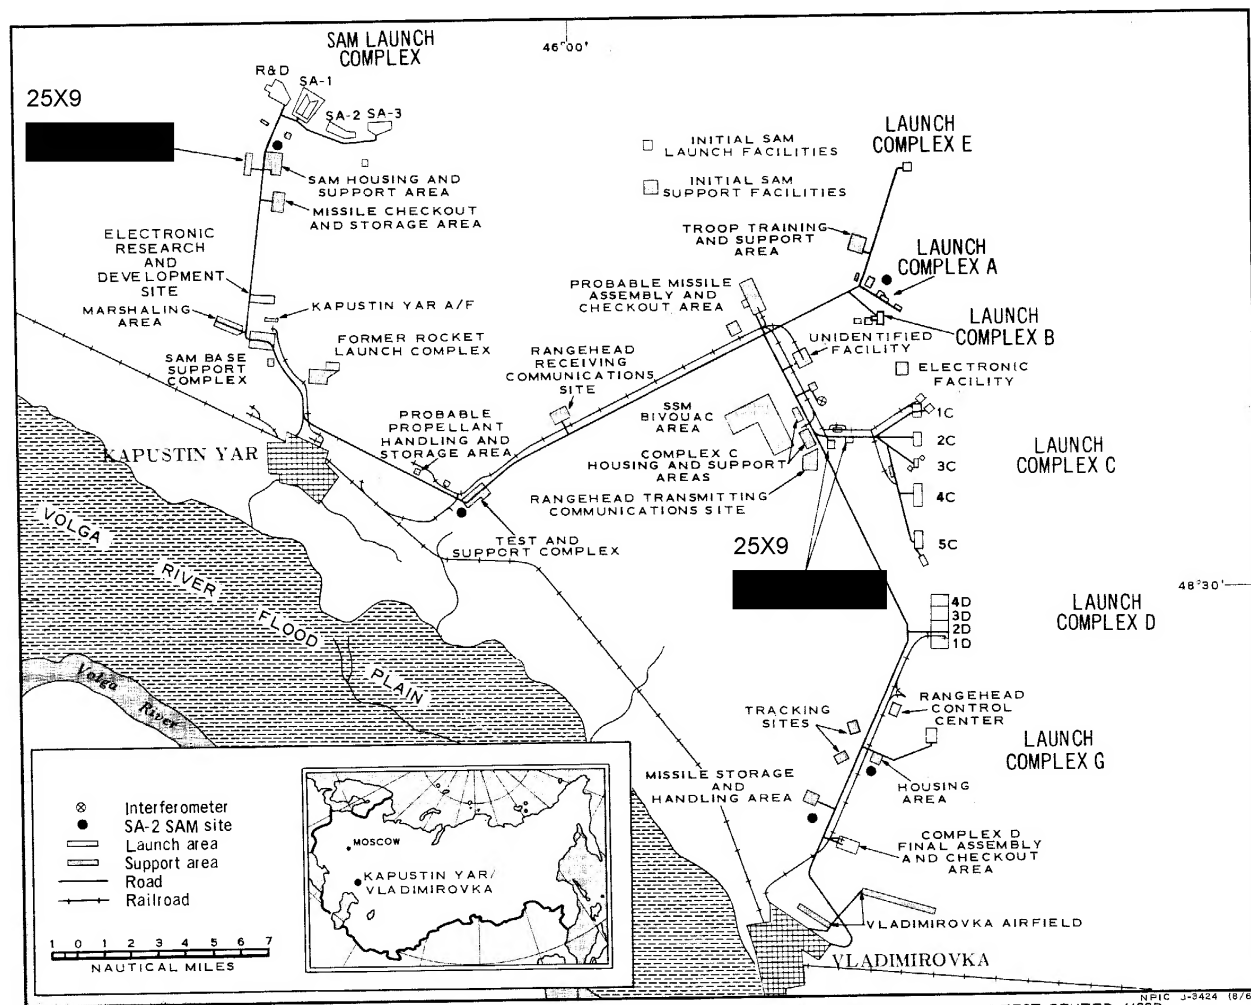 SAM LAUNCH
COMPLEX
46°00'
R&D
SA-1
SA-2
SA-3
25X9
SAM HOUSING AND
SUPPORT AREA
MISSILE CHECKOUT
AND STORAGE AREA
ELECTRONIC
RESEARCH
AND
DEVELOPMENT
SITE
MARSHALING
AREA
KAPUSTIN YAR A/F
SAM BASE
SUPPORT
COMPLEX
FORMER ROCKET
LAUNCH COMPLEX
INITIAL SAM
LAUNCH FACILITIES
INITIAL SAM
SUPPORT FACILITIES
LAUNCH
COMPLEX E
TROOP TRAINING
AND SUPPORT
AREA
LAUNCH
COMPLEX A
PROBABLE MISSILE
ASSEMBLY AND
CHECKOUT AREA
LAUNCH
COMPLEX B
UNIDENTIFIED
FACILITY
RANGEHEAD
RECEIVING
COMMUNICATIONS
SITE
ELECTRONIC
FACILITY
SSM
BIVOUAC
AREA
PROBABLE
PROPELLANT
HANDLING AND
STORAGE AREA
KAPUSTIN YAR
1C
2C
3C
4C
5C
LAUNCH
COMPLEX C
COMPLEX C
HOUSING AND SUPPORT
AREAS
RANGEHEAD TRANSMITTING
COMMUNICATIONS SITE
TEST AND
SUPPORT COMPLEX
25X9
48°30'
VOLGA
RIVER
FLOOD
PLAIN
Volga
River
4D
3D
2D
1D
LAUNCH
COMPLEX D
RANGEHEAD
CONTROL
CENTER
TRACKING
SITES
LAUNCH
COMPLEX G
MISSILE STORAGE
AND
HANDLING AREA
HOUSING
AREA
COMPLEX D
FINAL ASSEMBLY
AND CHECKOUT
AREA
VLADIMIROVKA AIRFIELD
VLADIMIROVKA
Interferometer
SA-2 SAM site
Launch area
Support area
Road
Railroad
1 0 1 2 3 4 5 6 7
NAUTICAL MILES
MOSCOW
KAPUSTIN YAR/
VLADIMIROVKA
NPIC J-3424 (8/6